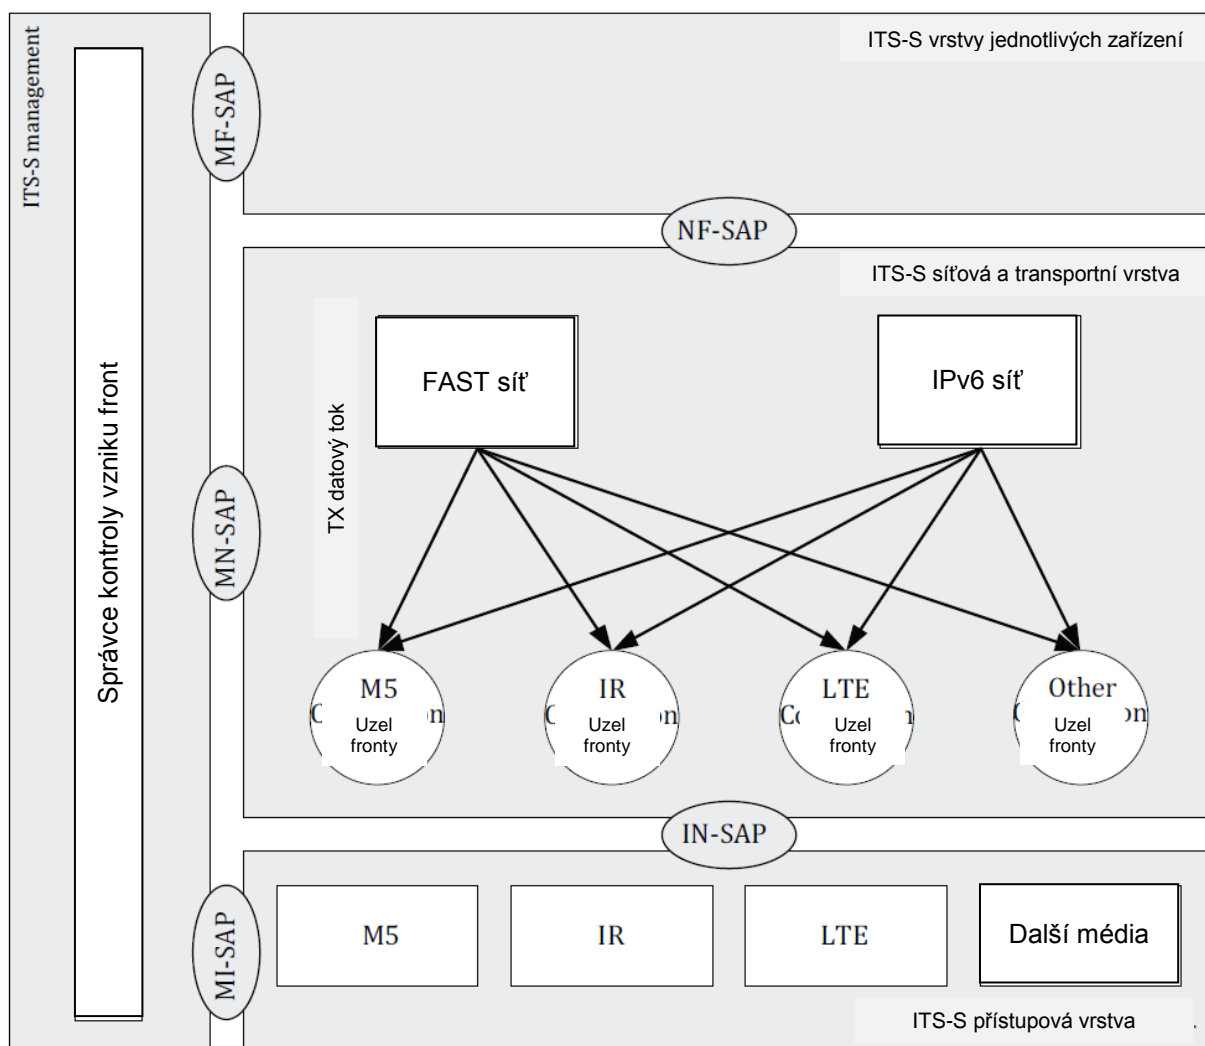 ITS-S management
Správce kontroly vzniku front
MF-SAP
MN-SAP
MI-SAP
ITS-S vrstvy jednotlivých zařízení
NF-SAP
ITS-S síťová a transportní vrstva
TX datový tok
FAST síť
IPv6 síť
M5
Uzel
fronty
IR
Uzel
fronty
LTE
Uzel
fronty
Other
Uzel
fronty
IN-SAP
M5
IR
LTE
Další média
ITS-S přístupová vrstva